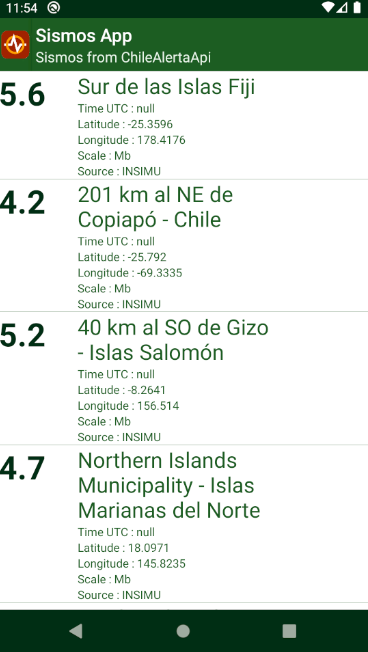 11:54
Sismos App
Sismos from ChileAlertaApi
5.6
Sur de las Islas Fiji
Time UTC : null
Latitude : -25.3596
Longitude : 178.4176
Scale : Mb
Source : INSIMU
4.2
201 km al NE de
Copiapó - Chile
Time UTC : null
Latitude : -25.792
Longitude : -69.3335
Scale : Mb
Source : INSIMU
5.2
40 km al SO de Gizo
- Islas Salomón
Time UTC : null
Latitude : -8.2641
Longitude : 156.514
Scale : Mb
Source : INSIMU
4.7
Northern Islands
Municipality - Islas
Marianas del Norte
Time UTC : null
Latitude : 18.0971
Longitude : 145.8235
Scale : Mb
Source : INSIMU